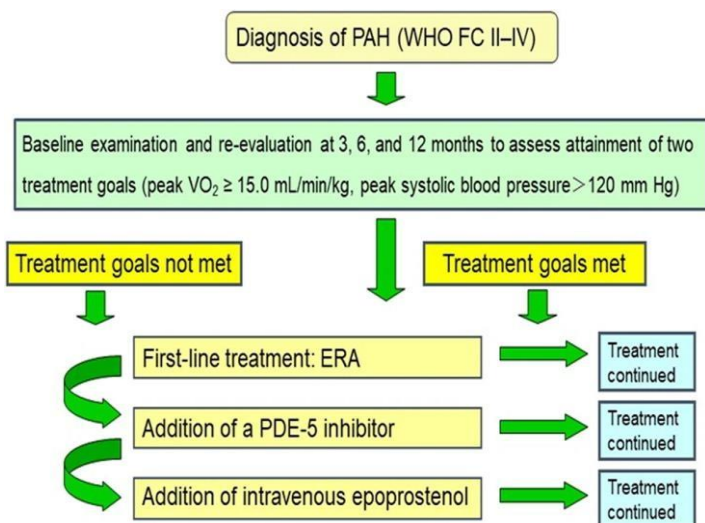 Diagnosis of PAH (WHO FC II–IV)
Baseline examination and re-evaluation at 3, 6, and 12 months to assess attainment of two
treatment goals (peak VO₂ ≥ 15.0 mL/min/kg, peak systolic blood pressure＞120 mm Hg)
Treatment goals not met
Treatment goals met
First-line treatment: ERA
Treatment
continued
Addition of a PDE-5 inhibitor
Treatment
continued
Addition of intravenous epoprostenol
Treatment
continued